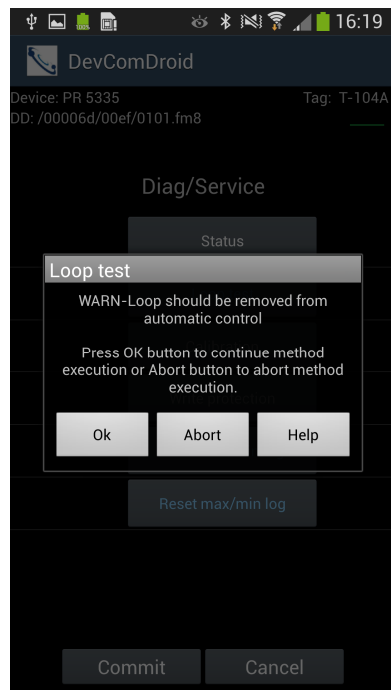 16:19
DevComDroid
Device: PR 5335 Tag: T-104A
DD: /00006d/00ef/0101.fm8
Diag/Service
Status
Loop test
WARN-Loop should be removed from
automatic control
Press OK button to continue method
execution or Abort button to abort method
execution.
Ok Abort Help
Reset max/min log
Commit Cancel